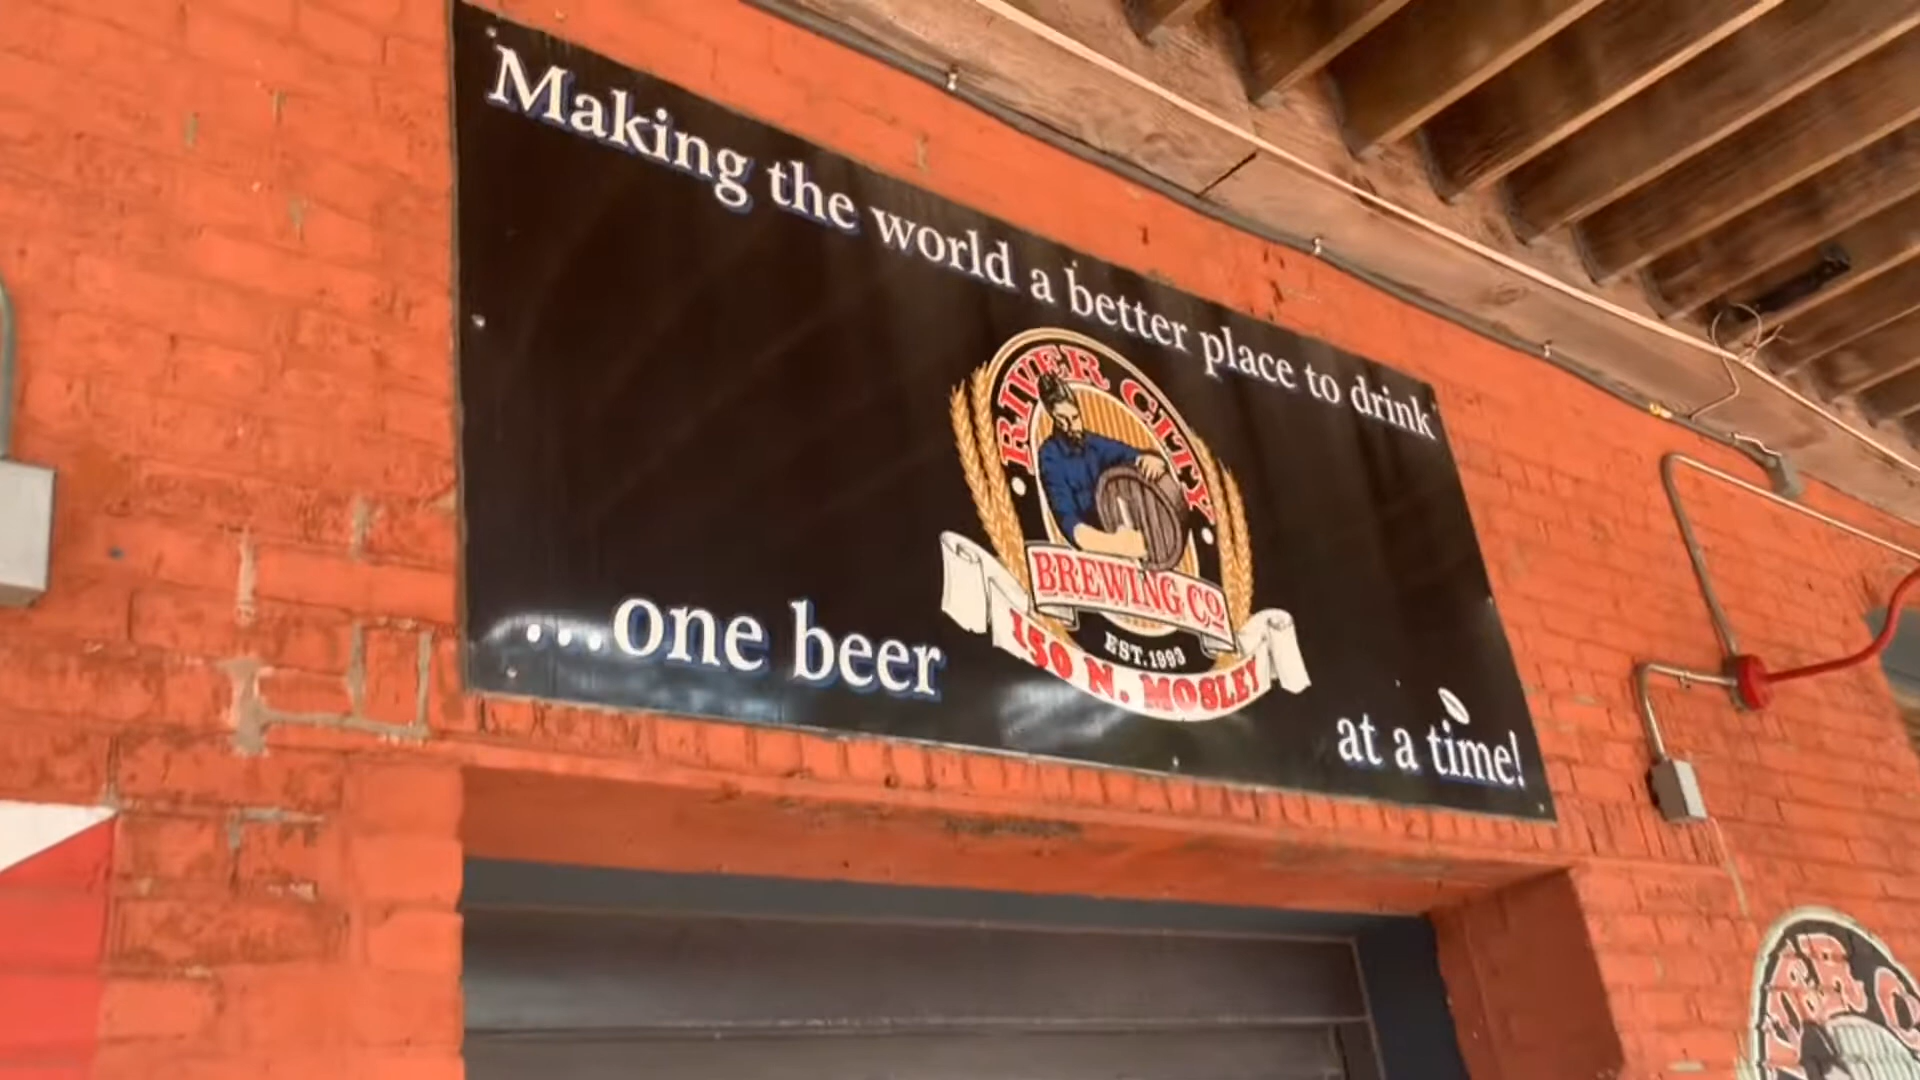 Making the world a better place to drink
RIVER CITY
BREWING CO
EST. 1993
150 N. MOSLEY
...one beer
at a time!